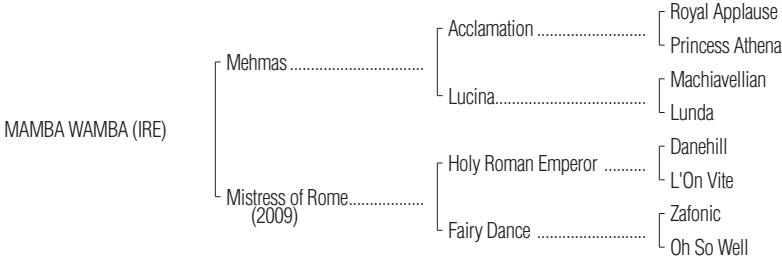 Royal Applause
Acclamation ..........................
Princess Athena
Mehmas ................................
Machiavellian
Lucina....................................
Lunda
MAMBA WAMBA (IRE)
Danehill
Holy Roman Emperor ..........
L'On Vite
Mistress of Rome..................
(2009)
Zafonic
Fairy Dance ..........................
Oh So Well